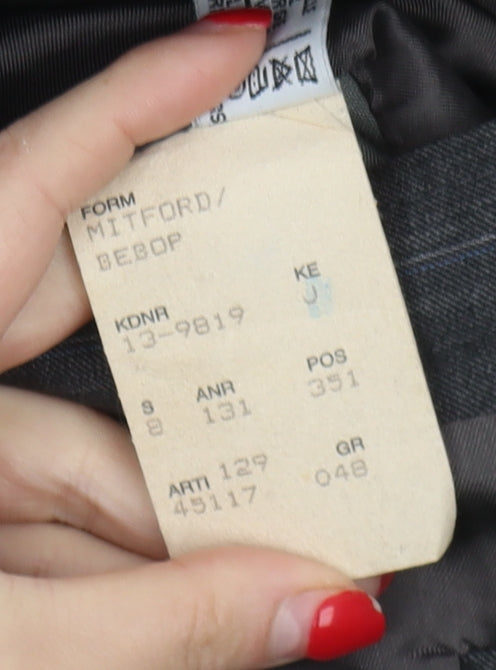 FORM
MITFORD/
BEBOP
KE
J
KDNR
13-9819
POS
S ANR 351
8 131
GR
129 048
ARTI
45117